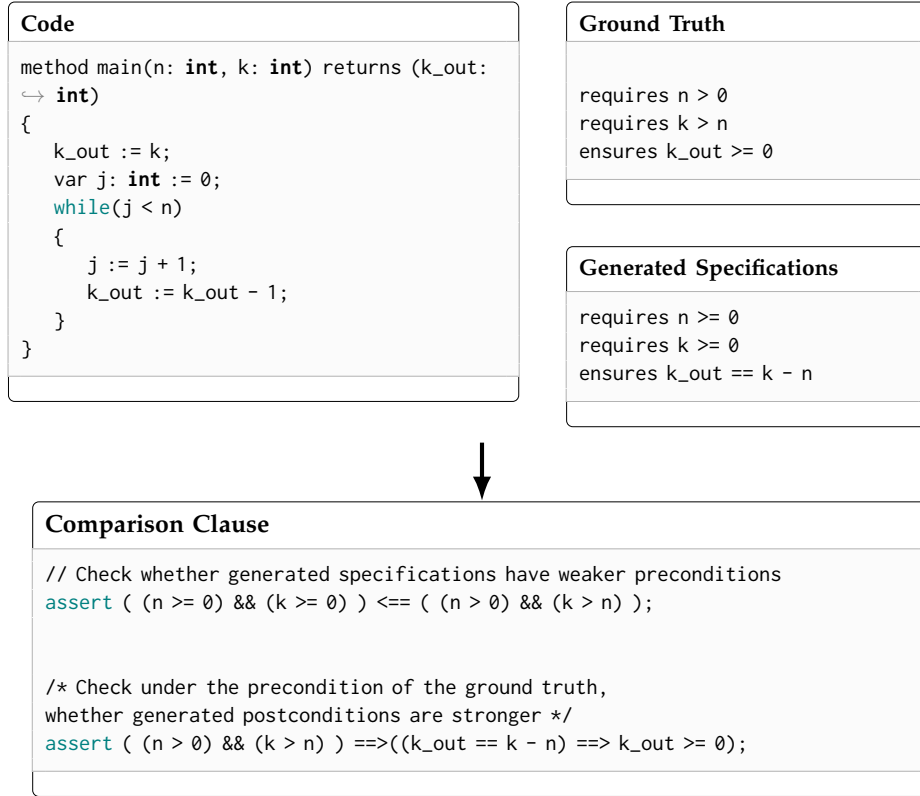 Code
method main(n: int, k: int) returns (k_out:
↪ int)
{
k_out := k;
var j: int := 0;
while(j < n)
{
j := j + 1;
k_out := k_out - 1;
}
}
Ground Truth
requires n > 0
requires k > n
ensures k_out >= 0
Generated Specifications
requires n >= 0
requires k >= 0
ensures k_out == k - n
Comparison Clause
// Check whether generated specifications have weaker preconditions
assert ( (n >= 0) && (k >= 0) ) <== ( (n > 0) && (k > n) );
/* Check under the precondition of the ground truth,
whether generated postconditions are stronger */
assert ( (n > 0) && (k > n) ) ==>((k_out == k - n) ==> k_out >= 0);